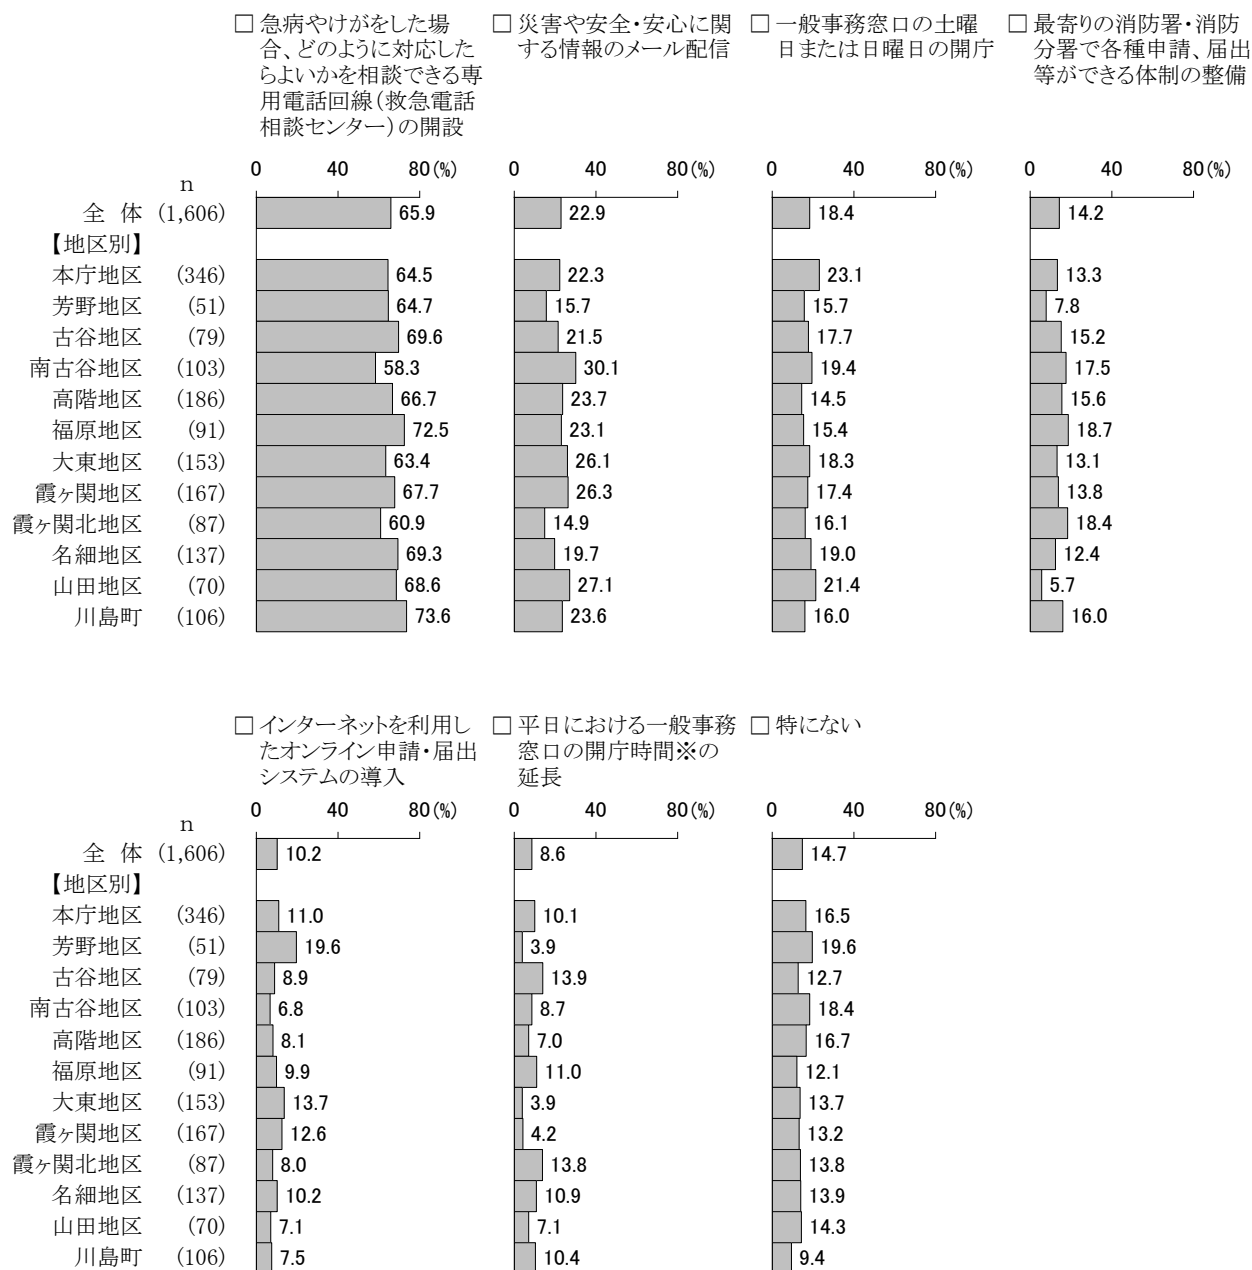 □ 急病やけがをした場
合、どのように対応した
らよいかを相談できる専
用電話回線(救急電話
相談センター)の開設
□ 災害や安全・安心に関
する情報のメール配信
□ 一般事務窓口の土曜
日または日曜日の開庁
□ 最寄りの消防署・消防
分署で各種申請、届出
等ができる体制の整備
0 40 80(%) 0 40 80(%) 0 40 80(%) 0 40 80(%)
n
全 体 (1,606) 65.9 22.9 18.4 14.2
【地区別】
本庁地区 (346) 64.5 22.3 23.1 13.3
芳野地区 (51) 64.7 15.7 15.7 7.8
古谷地区 (79) 69.6 21.5 17.7 15.2
南古谷地区 (103) 58.3 30.1 19.4 17.5
高階地区 (186) 66.7 23.7 14.5 15.6
福原地区 (91) 72.5 23.1 15.4 18.7
大東地区 (153) 63.4 26.1 18.3 13.1
霞ヶ関地区 (167) 67.7 26.3 17.4 13.8
霞ヶ関北地区 (87) 60.9 14.9 16.1 18.4
名細地区 (137) 69.3 19.7 19.0 12.4
山田地区 (70) 68.6 27.1 21.4 5.7
川島町 (106) 73.6 23.6 16.0 16.0
□ インターネットを利用し
たオンライン申請・届出
システムの導入
□ 平日における一般事務
窓口の開庁時間※の
延長
□ 特にない
0 40 80(%) 0 40 80(%) 0 40 80(%)
n
全 体 (1,606) 10.2 8.6 14.7
【地区別】
本庁地区 (346) 11.0 10.1 16.5
芳野地区 (51) 19.6 3.9 19.6
古谷地区 (79) 8.9 13.9 12.7
南古谷地区 (103) 6.8 8.7 18.4
高階地区 (186) 8.1 7.0 16.7
福原地区 (91) 9.9 11.0 12.1
大東地区 (153) 13.7 3.9 13.7
霞ヶ関地区 (167) 12.6 4.2 13.2
霞ヶ関北地区 (87) 8.0 13.8 13.8
名細地区 (137) 10.2 10.9 13.9
山田地区 (70) 7.1 7.1 14.3
川島町 (106) 7.5 10.4 9.4